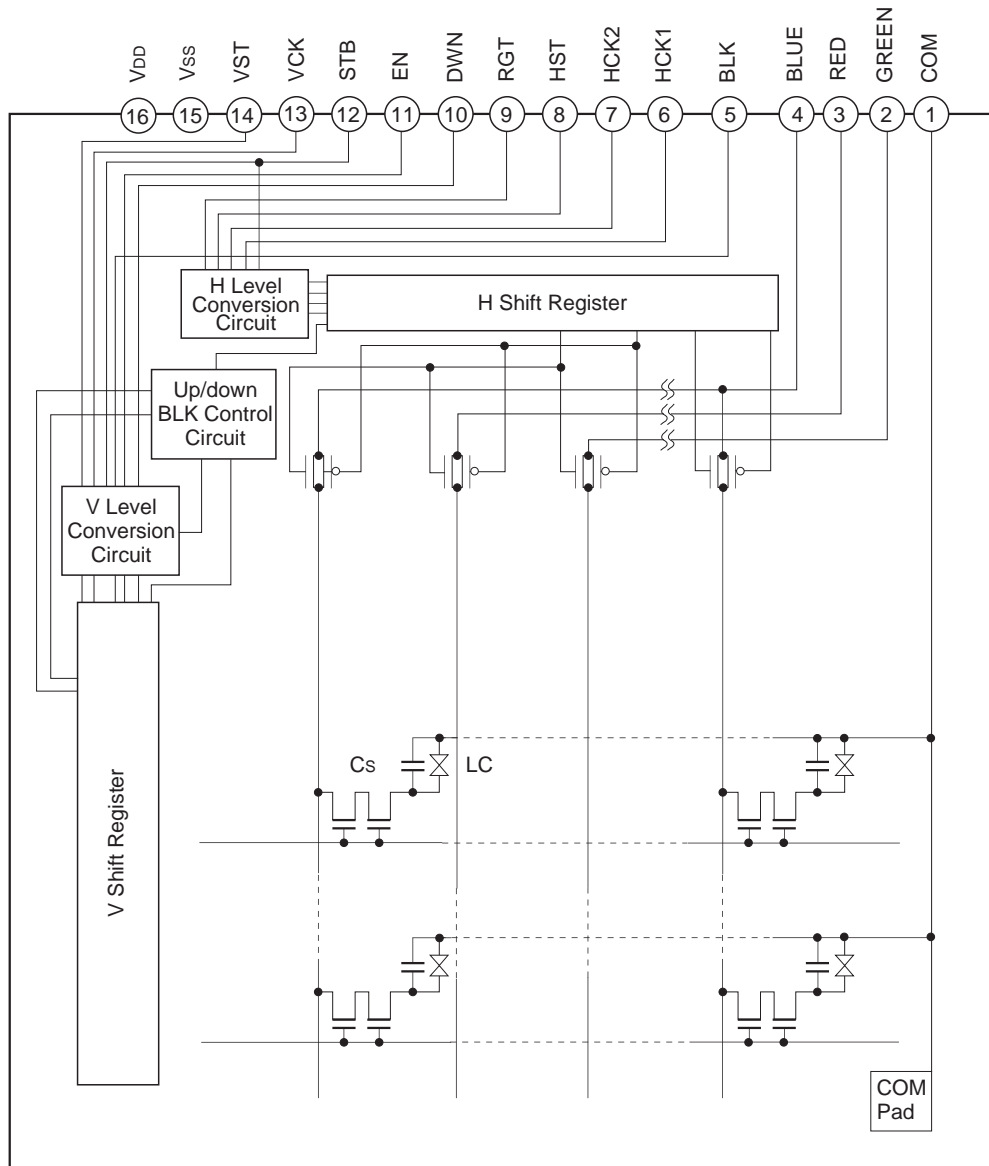 VDD
VSS
VST
VCK
STB
EN
DWN
RGT
HST
HCK2
HCK1
BLK
BLUE
RED
GREEN
COM
16
15
14
13
12
11
10
9
8
7
6
5
4
3
2
1
H Level
Conversion
Circuit
H Shift Register
Up/down
BLK Control
Circuit
V Level
Conversion
Circuit
V Shift Register
CS
LC
COM
Pad